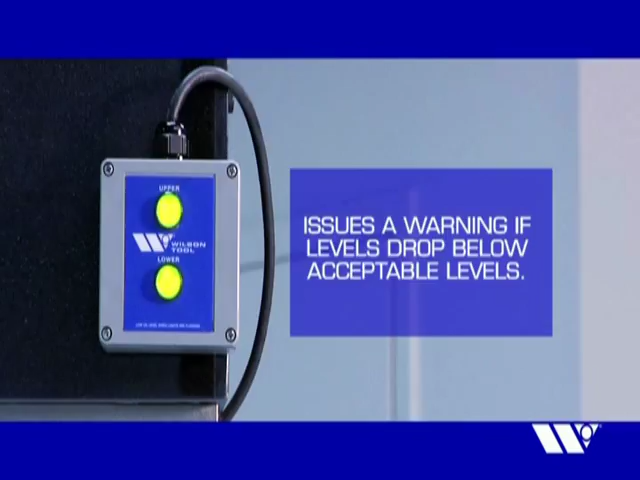 UPPER
WILSON
TOOL
LOWER
ISSUES A WARNING IF
LEVELS DROP BELOW
ACCEPTABLE LEVELS.